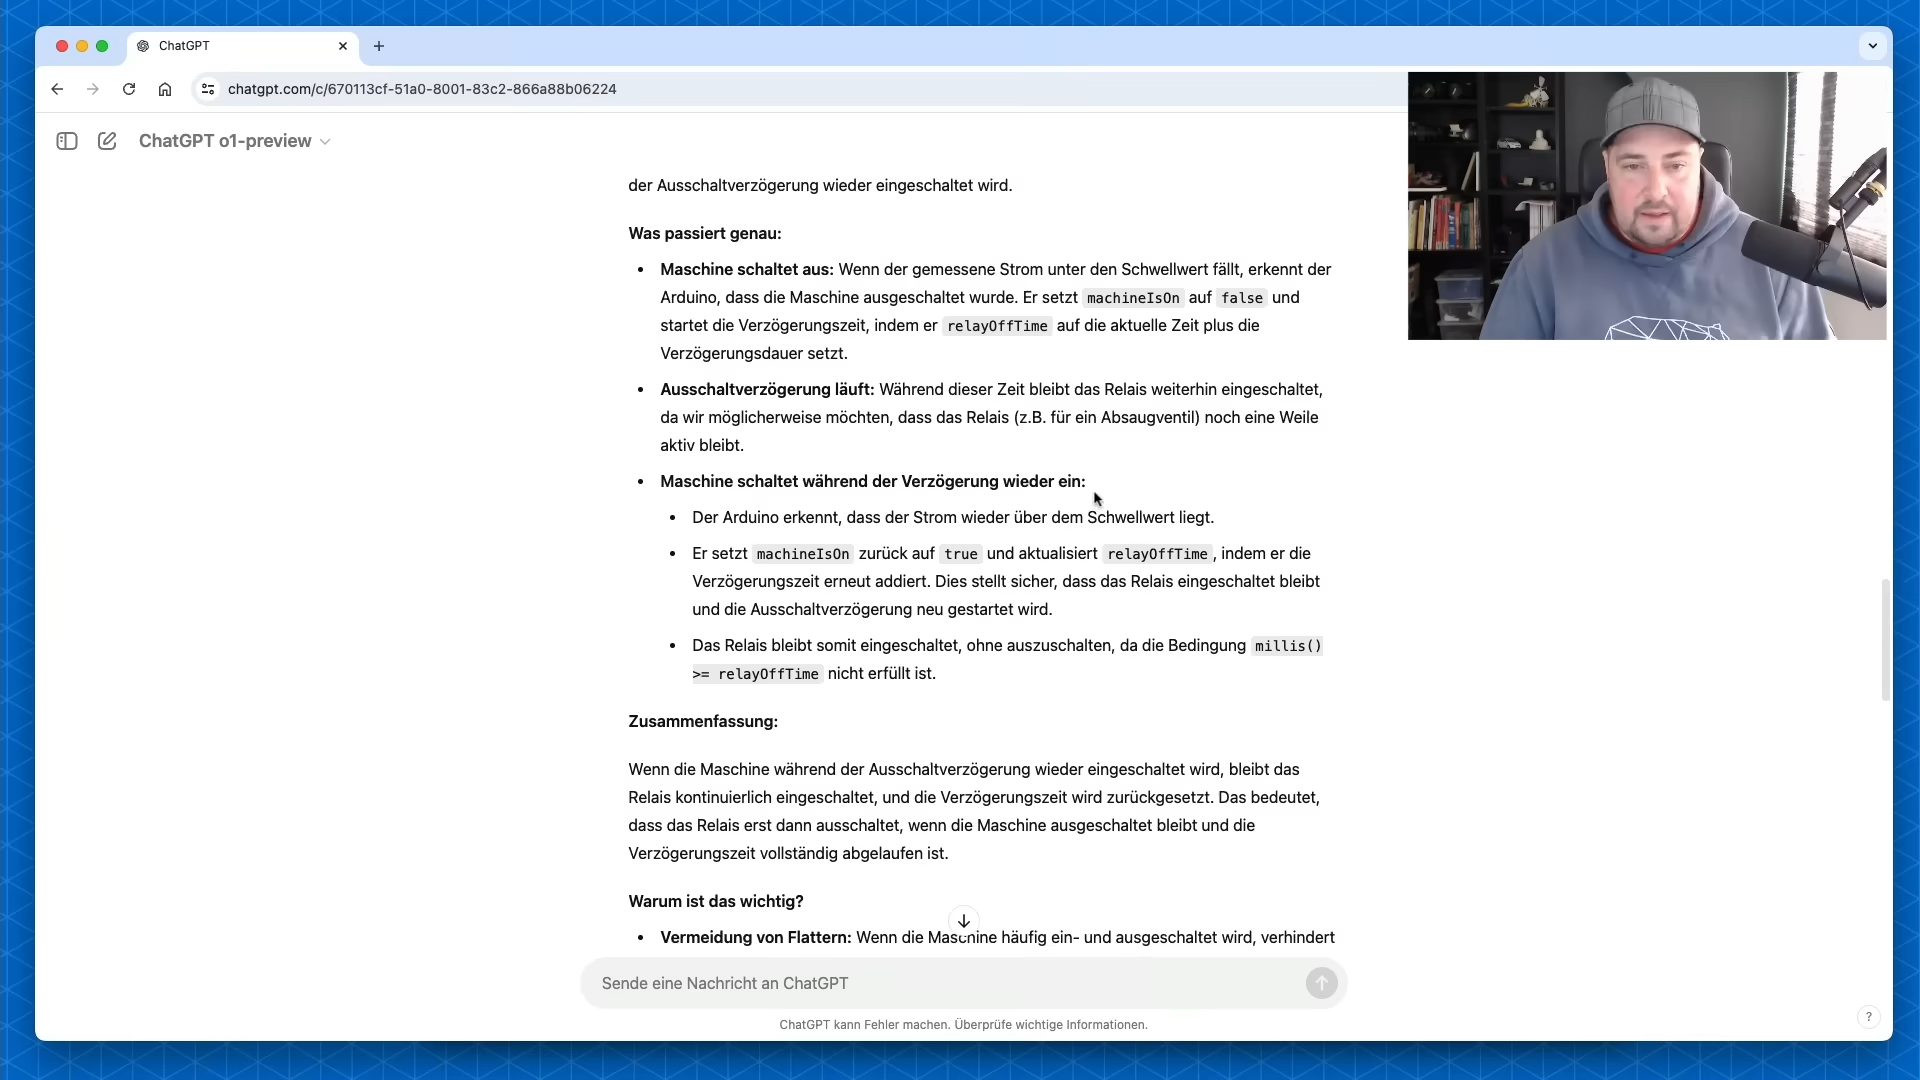 ChatGPT
chatgpt.com/c/670113cf-51a0-8001-83c2-866a88b06224
ChatGPT o1-preview
der Ausschaltverzögerung wieder eingeschaltet wird.
Was passiert genau:
• Maschine schaltet aus: Wenn der gemessene Strom unter den Schwellwert fällt, erkennt der
Arduino, dass die Maschine ausgeschaltet wurde. Er setzt machineIsOn auf false und
startet die Verzögerungszeit, indem er relayOffTime auf die aktuelle Zeit plus die
Verzögerungsdauer setzt.
• Ausschaltverzögerung läuft: Während dieser Zeit bleibt das Relais weiterhin eingeschaltet,
da wir möglicherweise möchten, dass das Relais (z.B. für ein Absaugventil) noch eine Weile
aktiv bleibt.
• Maschine schaltet während der Verzögerung wieder ein:
• Der Arduino erkennt, dass der Strom wieder über dem Schwellwert liegt.
• Er setzt machineIsOn zurück auf true und aktualisiert relayOffTime, indem er die
Verzögerungszeit erneut addiert. Dies stellt sicher, dass das Relais eingeschaltet bleibt
und die Ausschaltverzögerung neu gestartet wird.
• Das Relais bleibt somit eingeschaltet, ohne auszuschalten, da die Bedingung millis()
>= relayOffTime nicht erfüllt ist.
Zusammenfassung:
Wenn die Maschine während der Ausschaltverzögerung wieder eingeschaltet wird, bleibt das
Relais kontinuierlich eingeschaltet, und die Verzögerungszeit wird zurückgesetzt. Das bedeutet,
dass das Relais erst dann ausschaltet, wenn die Maschine ausgeschaltet bleibt und die
Verzögerungszeit vollständig abgelaufen ist.
Warum ist das wichtig?
• Vermeidung von Flattern: Wenn die Maschine häufig ein- und ausgeschaltet wird, verhindert
Sende eine Nachricht an ChatGPT
ChatGPT kann Fehler machen. Überprüfe wichtige Informationen.
?